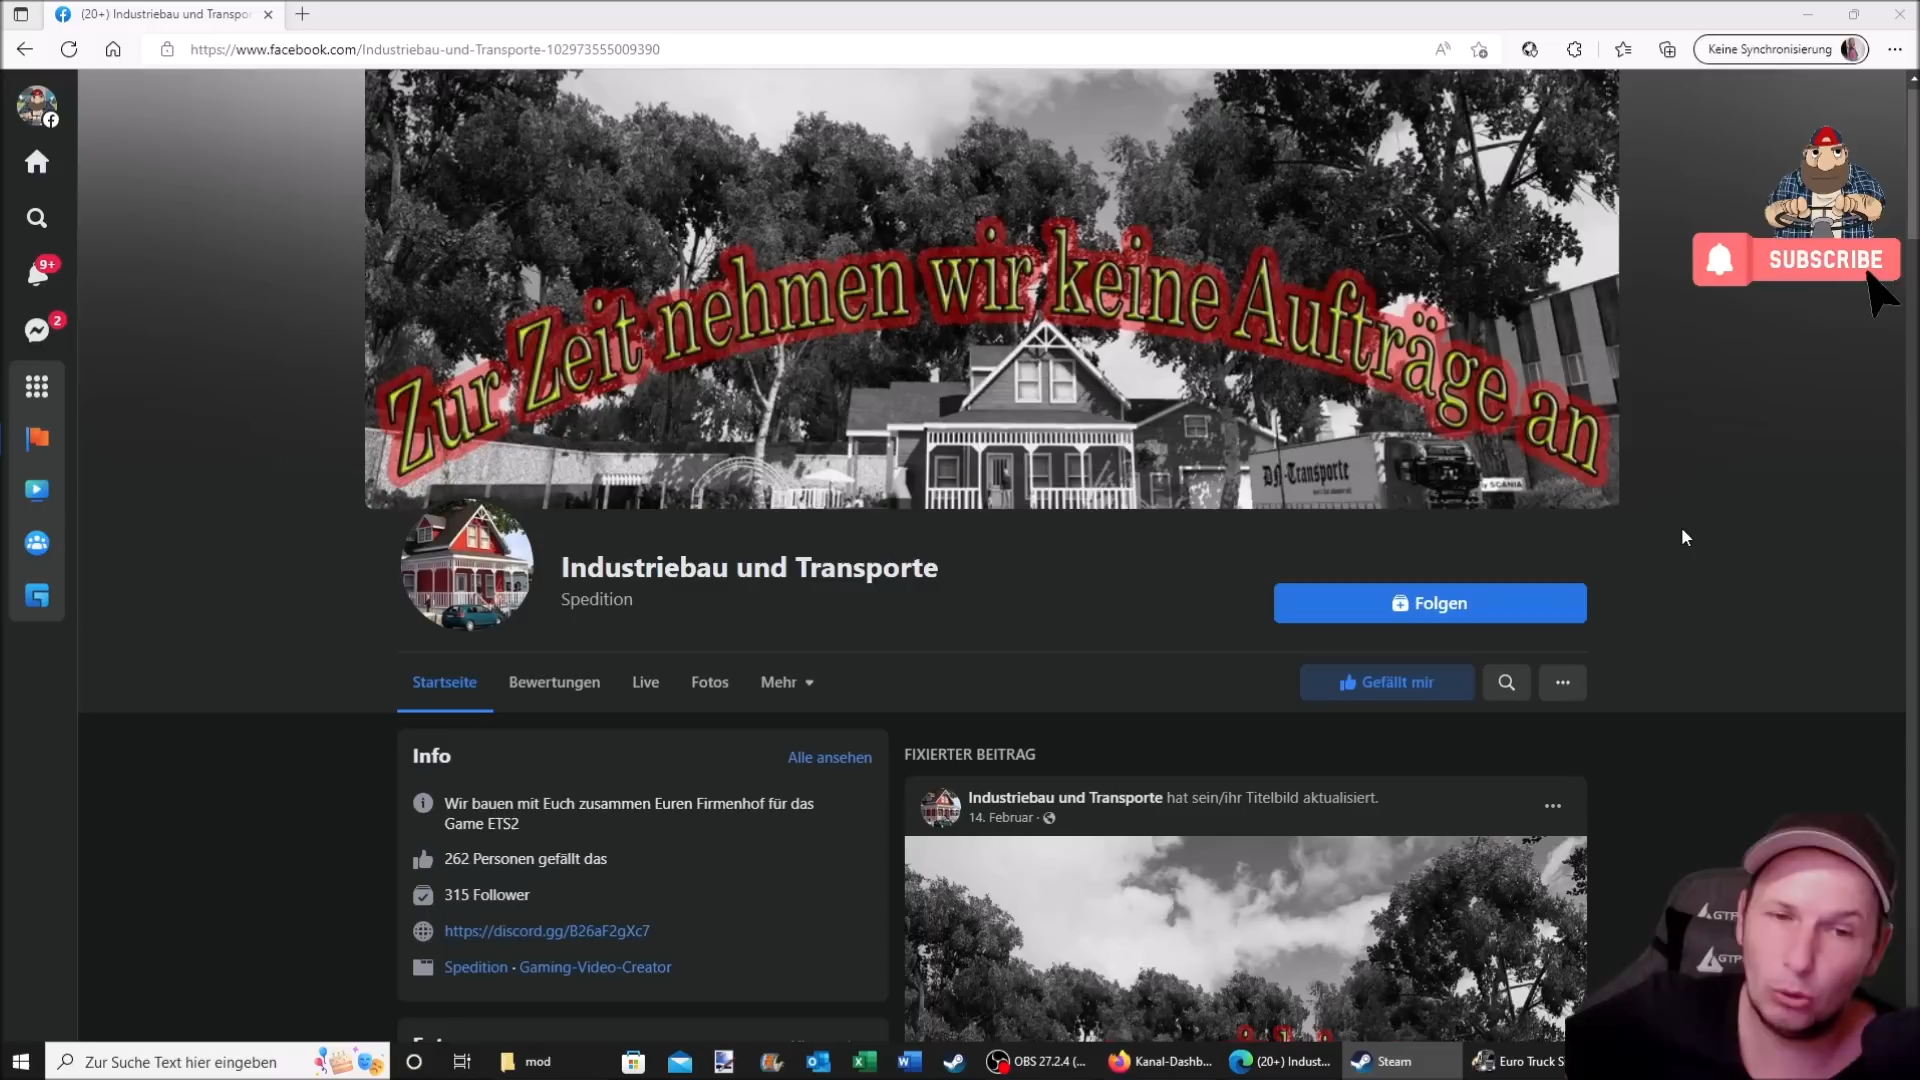 (20+) Industriebau und Transpor
https://www.facebook.com/Industriebau-und-Transporte-102973555009390
Keine Synchronisierung
9+
2
Zur Zeit nehmen wir keine Aufträge an
DN-Transporte
SCANIA
SUBSCRIBE
Industriebau und Transporte
Spedition
Folgen
Startseite
Bewertungen
Live
Fotos
Mehr
Gefällt mir
Info
Alle ansehen
Wir bauen mit Euch zusammen Euren Firmenhof für das
Game ETS2
262 Personen gefällt das
315 Follower
https://discord.gg/B26aF2gXc7
Spedition · Gaming-Video-Creator
FIXIERTER BEITRAG
Industriebau und Transporte hat sein/ihr Titelbild aktualisiert.
14. Februar ·
Zur Suche Text hier eingeben
mod
OBS 27.2.4 (...
Kanal-Dashb...
(20+) Indust...
Steam
Euro Truck S